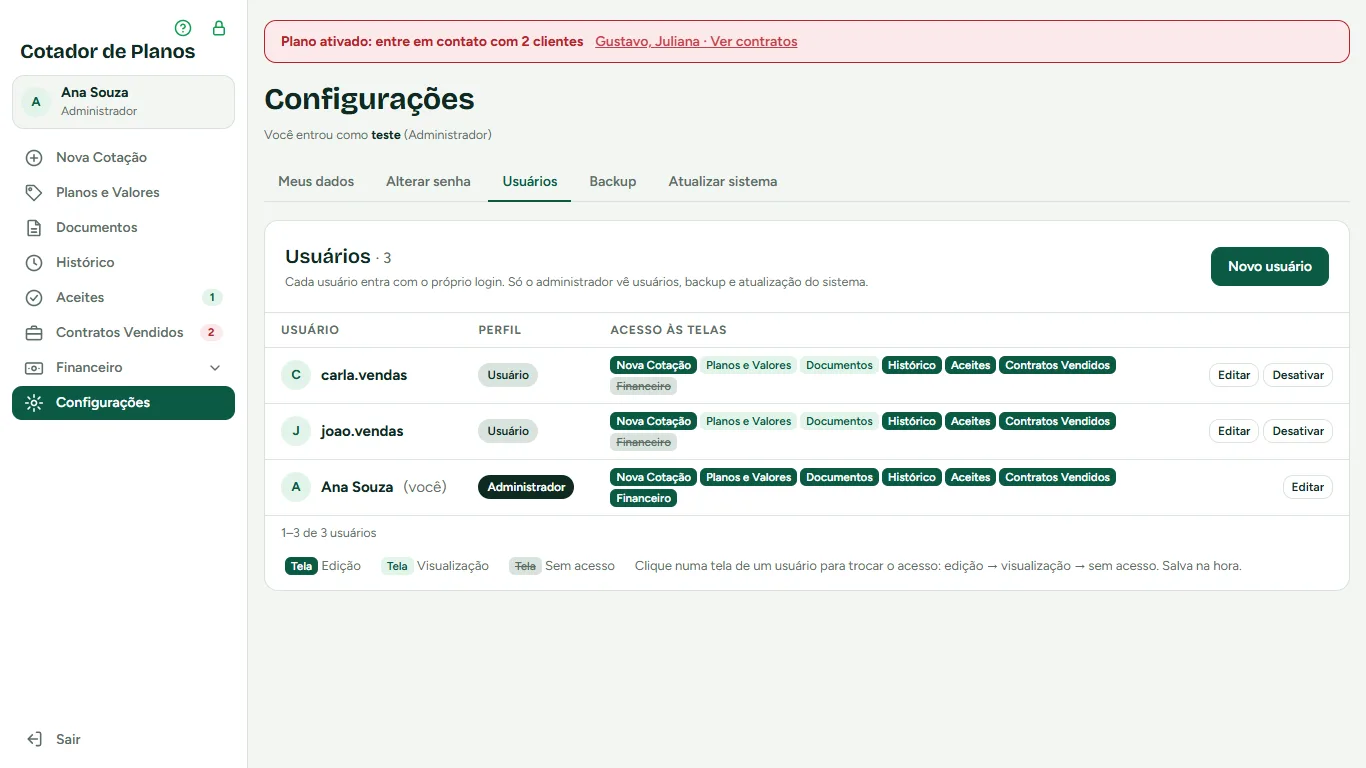 Cotador de Planos
A
Ana Souza
Administrador
Nova Cotação
Planos e Valores
Documentos
Histórico
Aceites 1
Contratos Vendidos 2
Financeiro
Configurações
Sair
Plano ativado: entre em contato com 2 clientes Gustavo, Juliana · Ver contratos
Configurações
Você entrou como teste (Administrador)
Meus dados Alterar senha Usuários Backup Atualizar sistema
Usuários · 3
Cada usuário entra com o próprio login. Só o administrador vê usuários, backup e atualização do sistema.
Novo usuário
USUÁRIO PERFIL ACESSO ÀS TELAS
C carla.vendas Usuário Nova Cotação Planos e Valores Documentos Histórico Aceites Contratos Vendidos Editar Desativar
Financeiro
J joao.vendas Usuário Nova Cotação Planos e Valores Documentos Histórico Aceites Contratos Vendidos Editar Desativar
Financeiro
A Ana Souza (você) Administrador Nova Cotação Planos e Valores Documentos Histórico Aceites Contratos Vendidos Editar
Financeiro
1–3 de 3 usuários
Tela Edição Tela Visualização Tela Sem acesso Clique numa tela de um usuário para trocar o acesso: edição → visualização → sem acesso. Salva na hora.